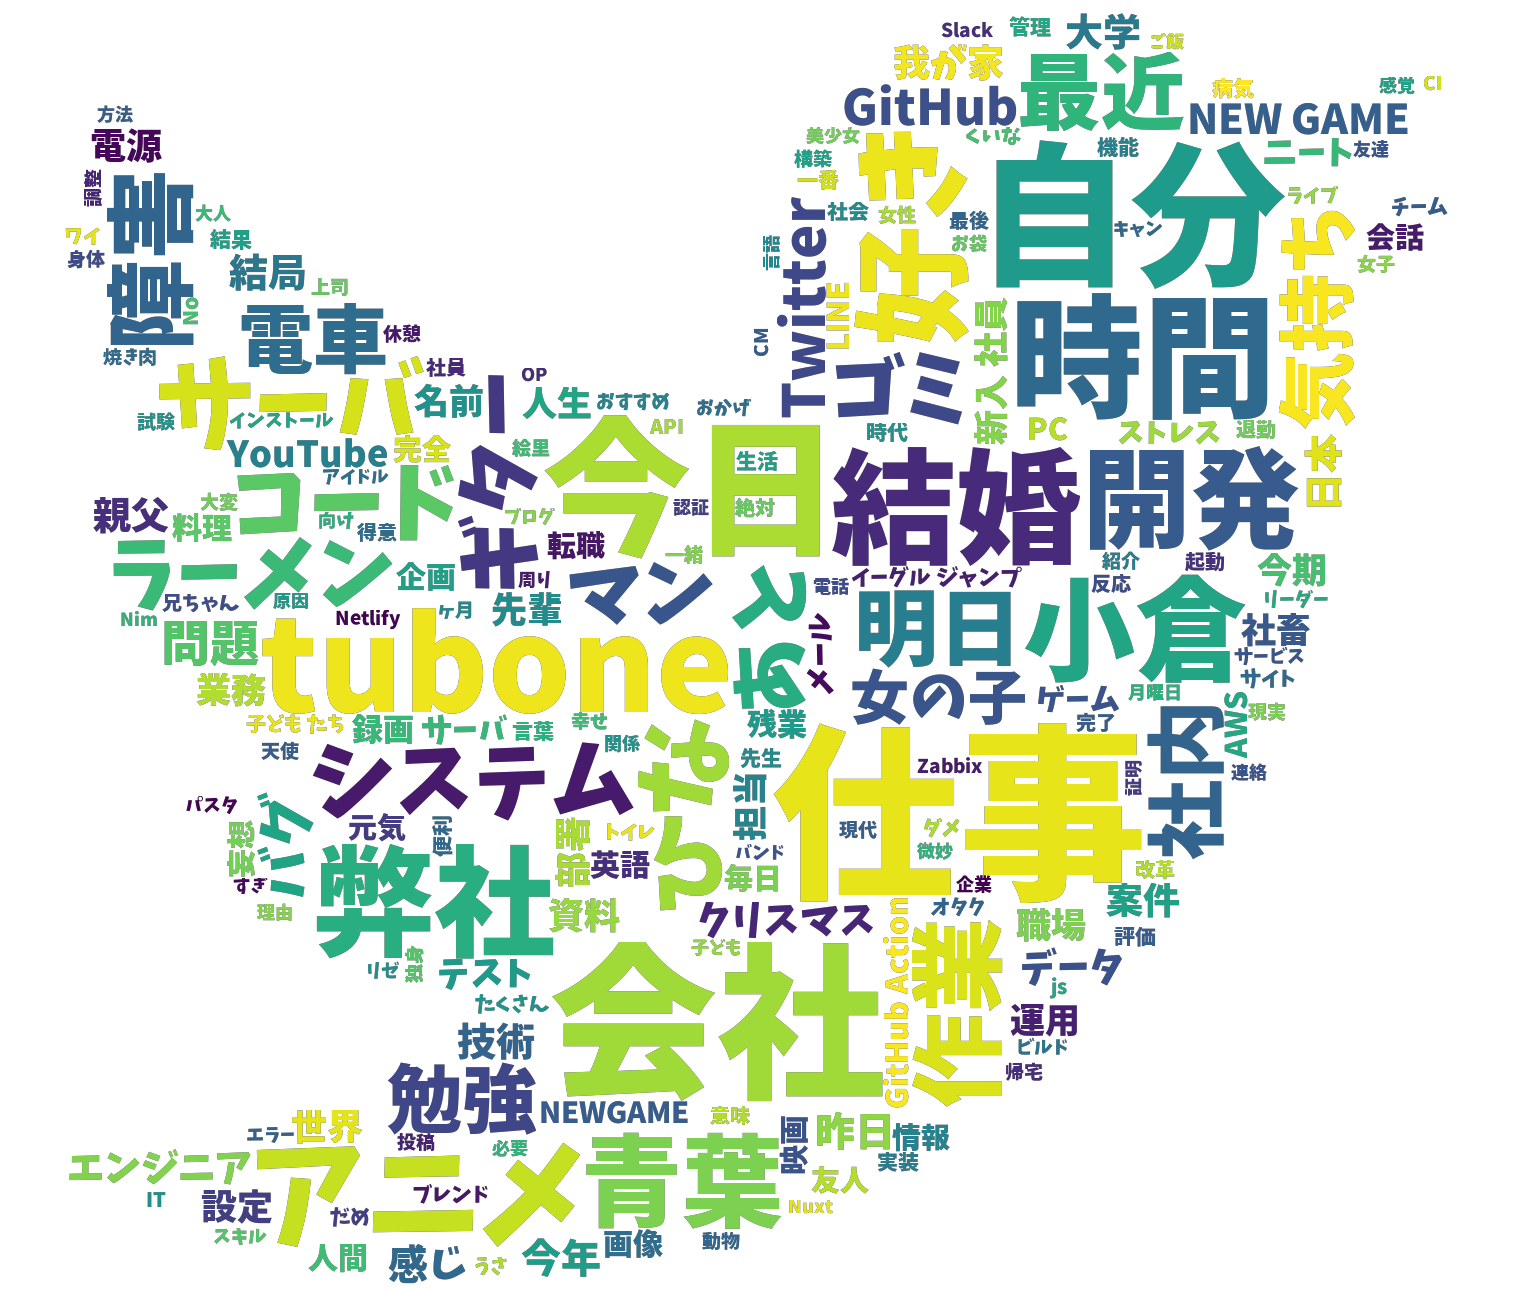 Slack
管理
大学
ご飯
我が家
最近
病気
感覚
CI
GitHub
NEW GAME
方法
電源
美少女
くいな
機能
ニート
友達
構築
一番
好き
自分
調整
障害
大人
ワイ
結果
身体
社会
女性
最後
お袋
キャン
ライブ
チーム
会話
女子
気持ち
言語
Twitter
LINE
CM
結局
上司
No
焼き肉
電車
休憩
社員
時間
新入 社員
ゴミ
サーバ
社員
OP
名前
人生
おすすめ
おかげ
試験
インストール
YouTube
完全
ギター
絵里
API
時代
PC
ストレス
退勤
日本
今日
生活
絶対
結婚
開発
アイドル
コード
親父
大変
料理
向け
得意
ブログ
認証
転職
一緒
ラーメン
企画
周り
マン
電話
イーグル ジャンプ
紹介
起動
反応
今期
リーダー
兄ちゃん
原因
Nim
Netlify
ケ月
先輩
あと
メール
明日
小倉
社畜
サービス
サイト
問題
tubone
業務
女の子
ゲーム
月曜日
完了
現実
AWS
社内
連絡
子ども たち
録画 サーバ
言葉
幸せ
残業
天使
関係
先生
システム
ひなた
担当
仕事
Zabbix
証明
現代
ダメ
微妙
パスタ
妄想
バグ
元気
便利
すぎ
理由
弊社
部署
トイレ
英語
バンド
毎日
資料
クリスマス
企業
オタク
改革
案件
職場
評価
リゼ
独身
テスト
子ども
たくさん
会社
GitHub Action
作業
データ
js
運用
ビルド
帰宅
技術
勉強
NEWGAME
意味
映画
昨日
情報
実装
エラー
世界
投稿
必要
青葉
友人
エンジニア
アニメ
IT
設定
だめ
ブレンド
Nuxt
スキル
人間
感じ
うさ
今年
画像
動物